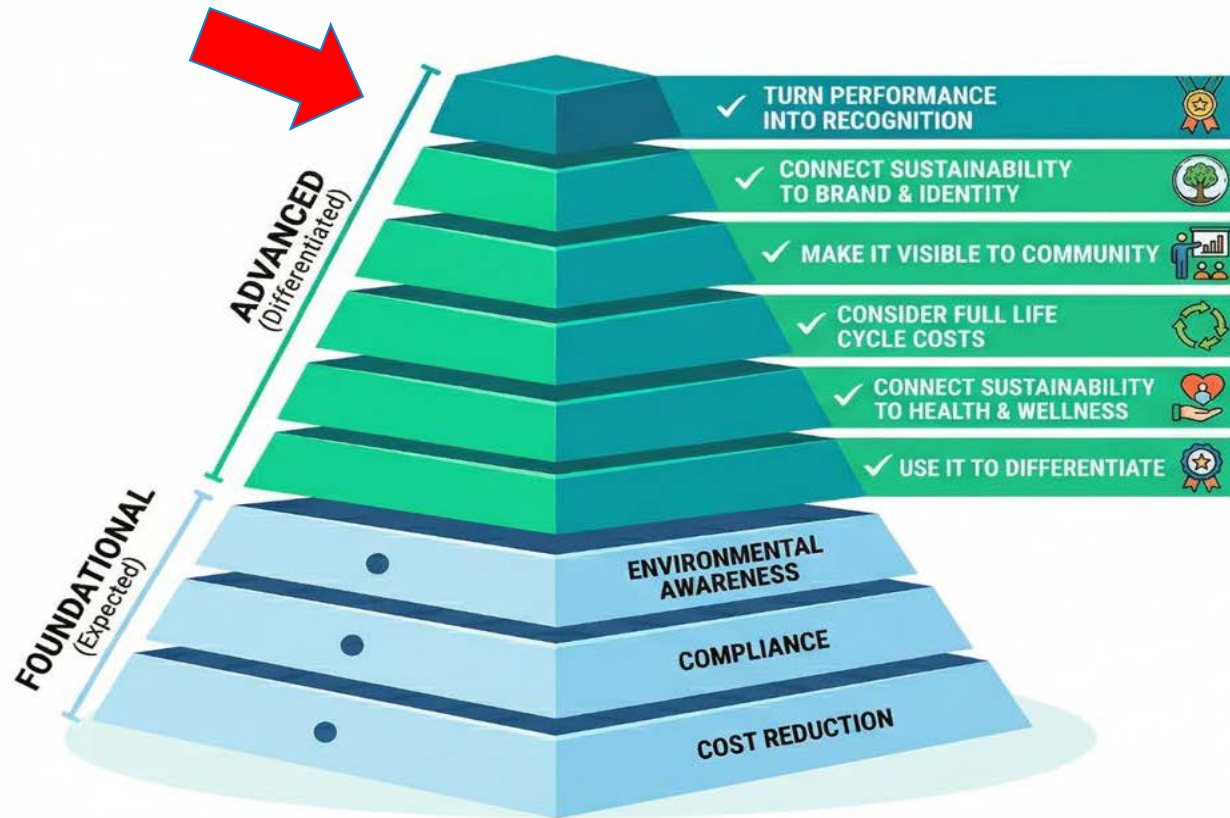 TURN PERFORMANCE
INTO RECOGNITION
CONNECT SUSTAINABILITY
TO BRAND & IDENTITY
MAKE IT VISIBLE TO COMMUNITY
CONSIDER FULL LIFE
CYCLE COSTS
CONNECT SUSTAINABILITY
TO HEALTH & WELLNESS
USE IT TO DIFFERENTIATE
ADVANCED
(Differentiated)
FOUNDATIONAL
(Expected)
ENVIRONMENTAL
AWARENESS
COMPLIANCE
COST REDUCTION